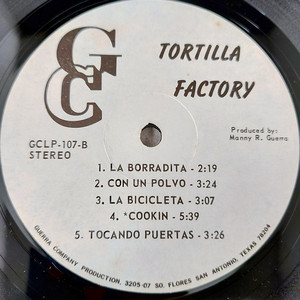 GC
TORTILLA
FACTORY
GCLP-107-B
STEREO
Produced by:
Manny R. Guerra
1. LA BORRADITA - 2:19
2. CON UN POLVO - 3:24
3. LA BICICLETA - 3:07
4. *COOKIN - 5:39
5. TOCANDO PUERTAS - 3:26
GUERRA COMPANY PRODUCTION, 3205-07 SO. FLORES SAN ANTONIO, TEXAS 78204